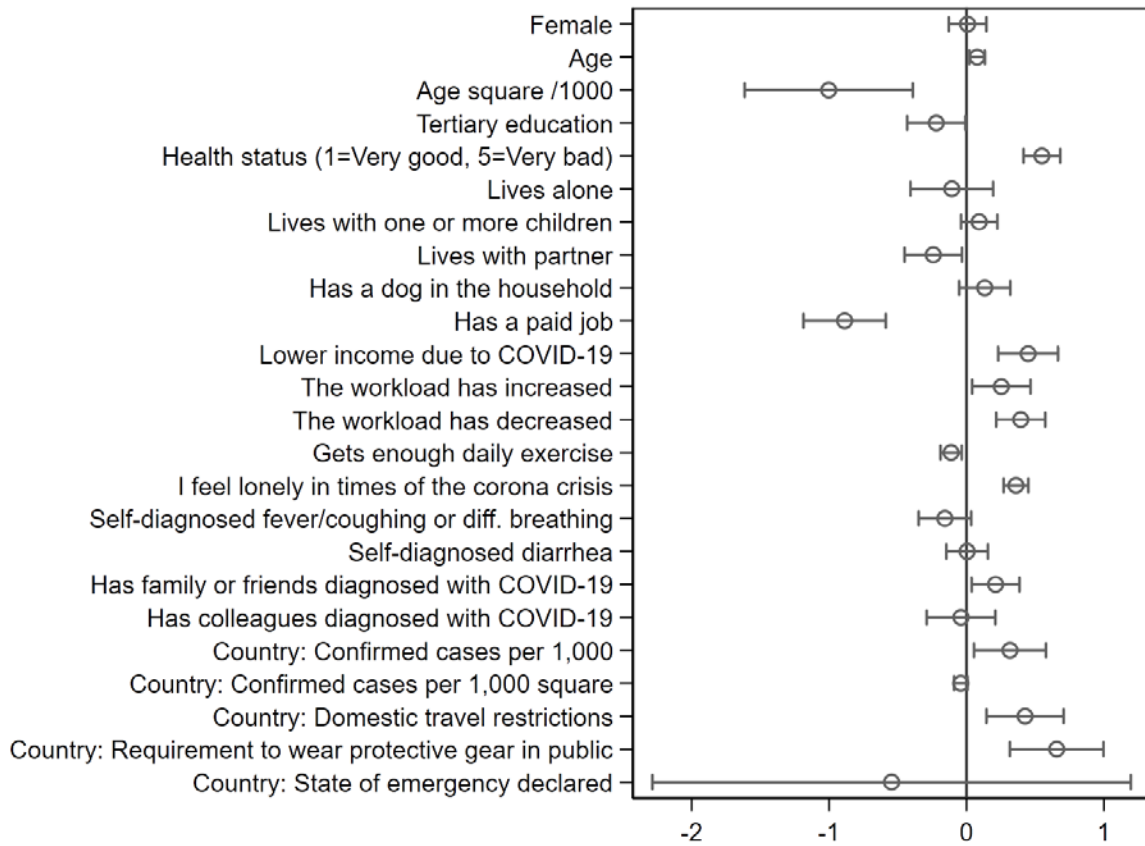 Female
Age
Age square /1000
Tertiary education
Health status (1=Very good, 5=Very bad)
Lives alone
Lives with one or more children
Lives with partner
Has a dog in the household
Has a paid job
Lower income due to COVID-19
The workload has increased
The workload has decreased
Gets enough daily exercise
I feel lonely in times of the corona crisis
Self-diagnosed fever/coughing or diff. breathing
Self-diagnosed diarrhea
Has family or friends diagnosed with COVID-19
Has colleagues diagnosed with COVID-19
Country: Confirmed cases per 1,000
Country: Confirmed cases per 1,000 square
Country: Domestic travel restrictions
Country: Requirement to wear protective gear in public
Country: State of emergency declared
-2 -1 0 1